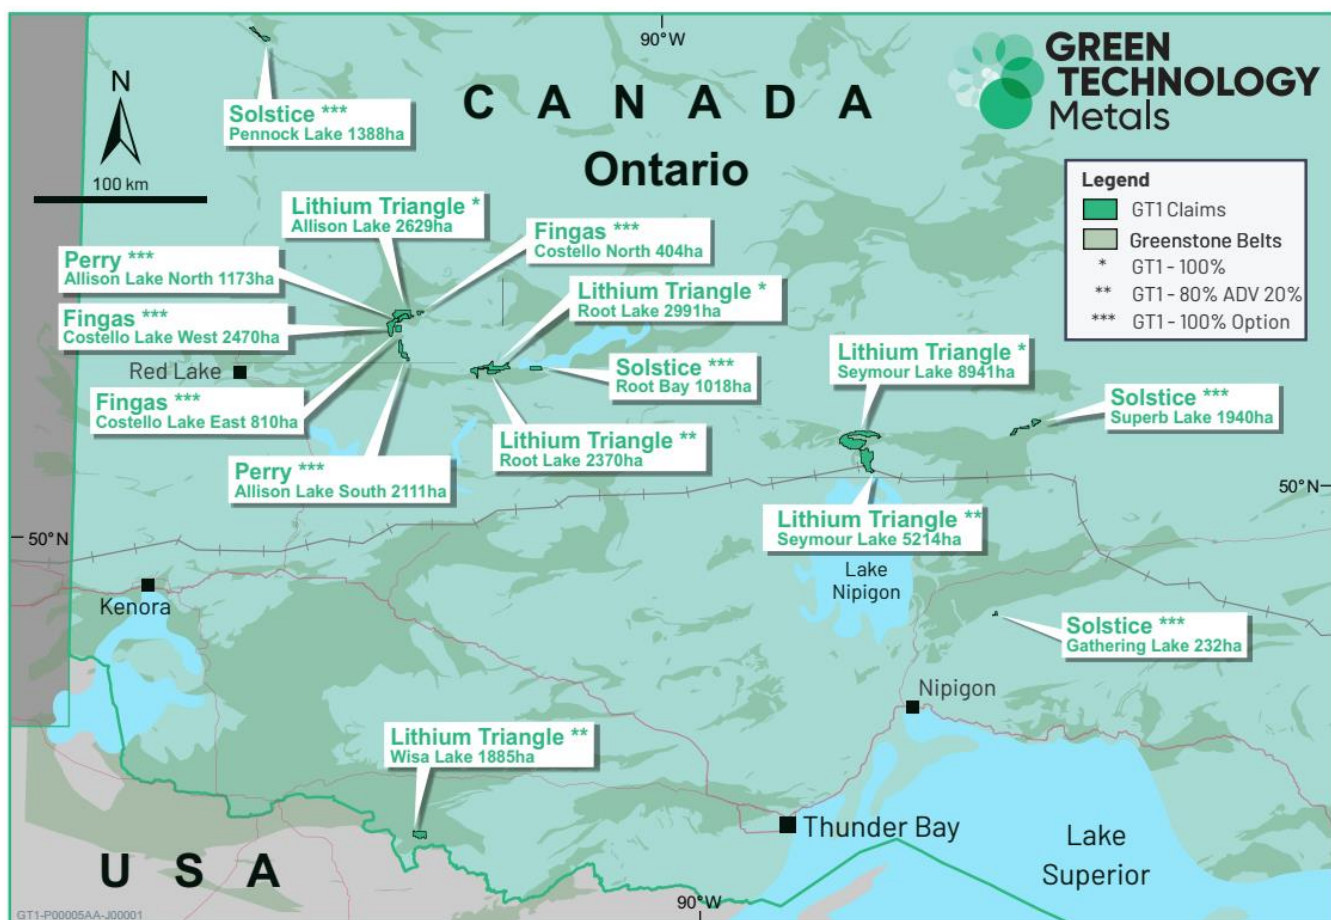 90°W
GREEN
TECHNOLOGY
Metals
N
100 km
CANADA
Ontario
Solstice ***
Pennock Lake 1388ha
Legend
GT1 Claims
Greenstone Belts
* GT1 - 100%
** GT1 - 80% ADV 20%
*** GT1 - 100% Option
Lithium Triangle *
Allison Lake 2629ha
Fingas ***
Costello North 404ha
Perry ***
Allison Lake North 1173ha
Lithium Triangle *
Root Lake 2991ha
Fingas ***
Costello Lake West 2470ha
Red Lake
Solstice ***
Root Bay 1018ha
Lithium Triangle *
Seymour Lake 8941ha
Fingas ***
Costello Lake East 810ha
Solstice ***
Superb Lake 1940ha
Lithium Triangle **
Root Lake 2370ha
Perry ***
Allison Lake South 2111ha
50°N
Lithium Triangle **
Seymour Lake 5214ha
50°N
Lake
Nipigon
Kenora
Solstice ***
Gathering Lake 232ha
Nipigon
Lithium Triangle **
Wisa Lake 1885ha
Thunder Bay
Lake
Superior
USA
90°W
GT1-P00005AA-J00001